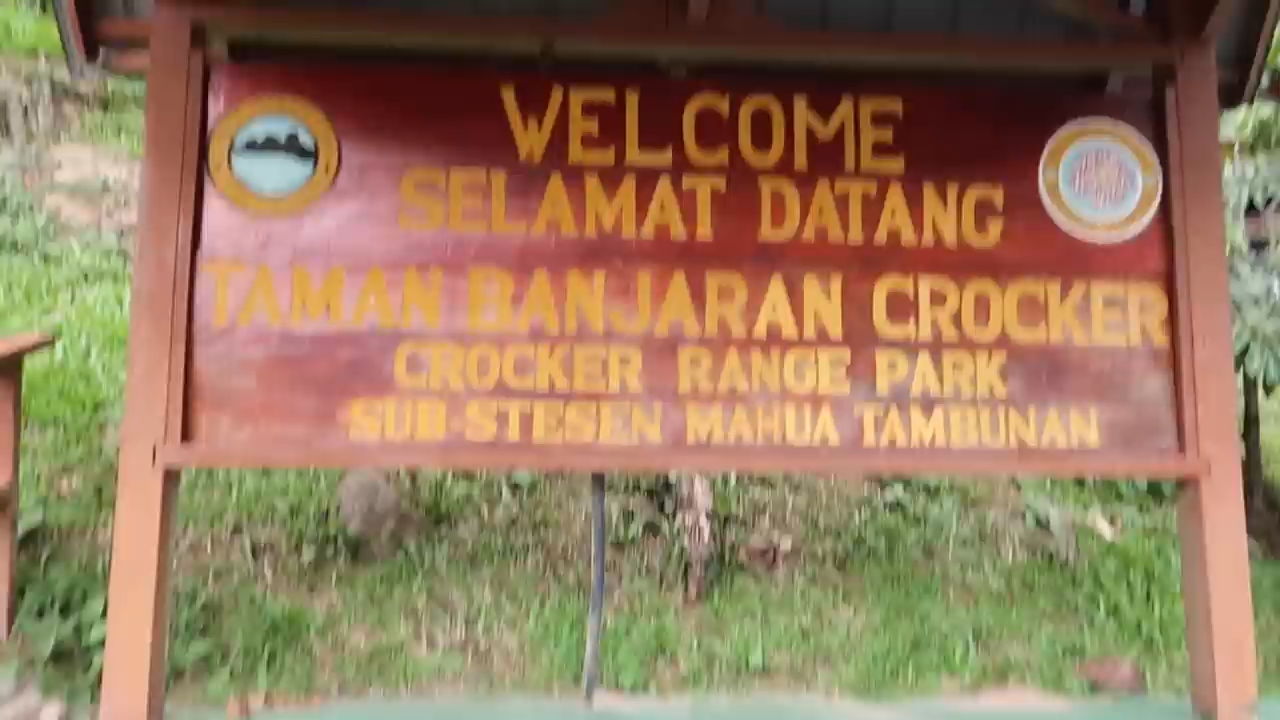 WELCOME
SELAMAT DATANG
TAMAN BANJARAN CROCKER
CROCKER RANGE PARK
SUB-STESEN MAHUA TAMBUNAN